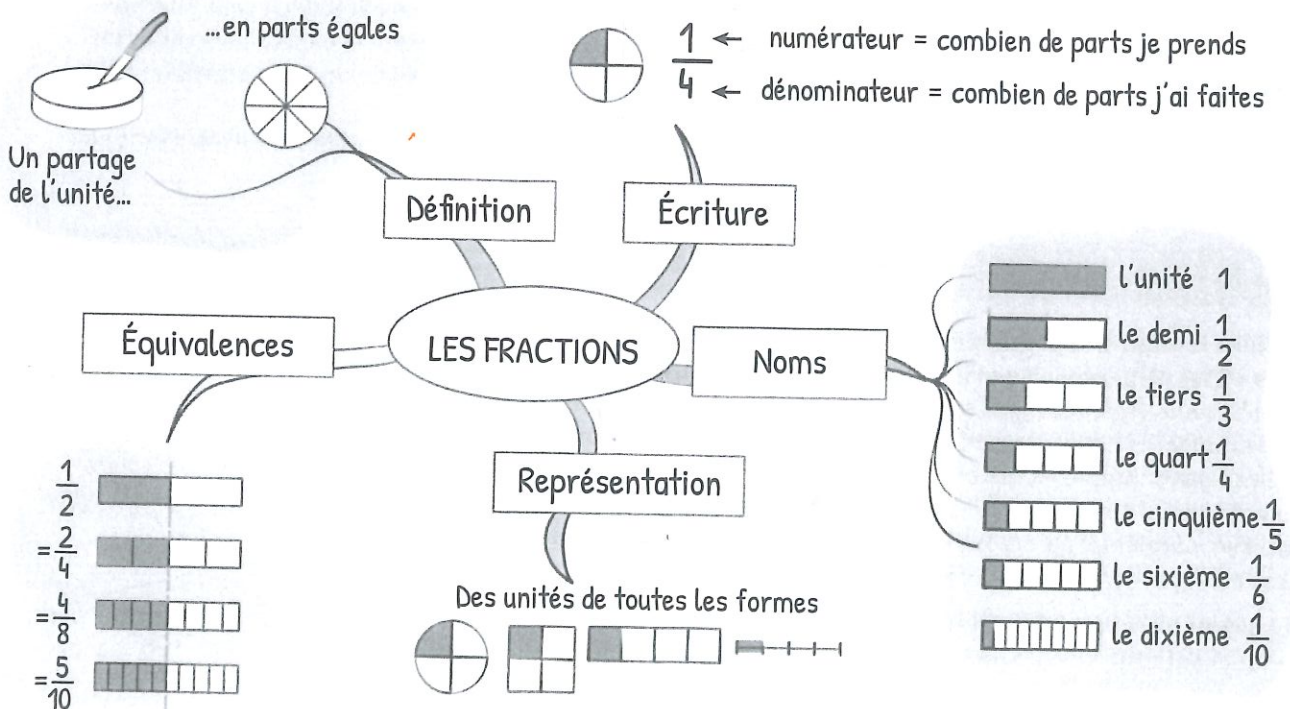 ...en parts égales
Un partage
de l'unité...
Définition
1
4
← numérateur = combien de parts je prends
← dénominateur = combien de parts j'ai faites
Écriture
LES FRACTIONS
Équivalences
1
2
= 2
4
= 4
8
= 5
10
Noms
l'unité 1
le demi 1
2
le tiers 1
3
le quart 1
4
le cinquième 1
5
le sixième 1
6
le dixième 1
10
Représentation
Des unités de toutes les formes